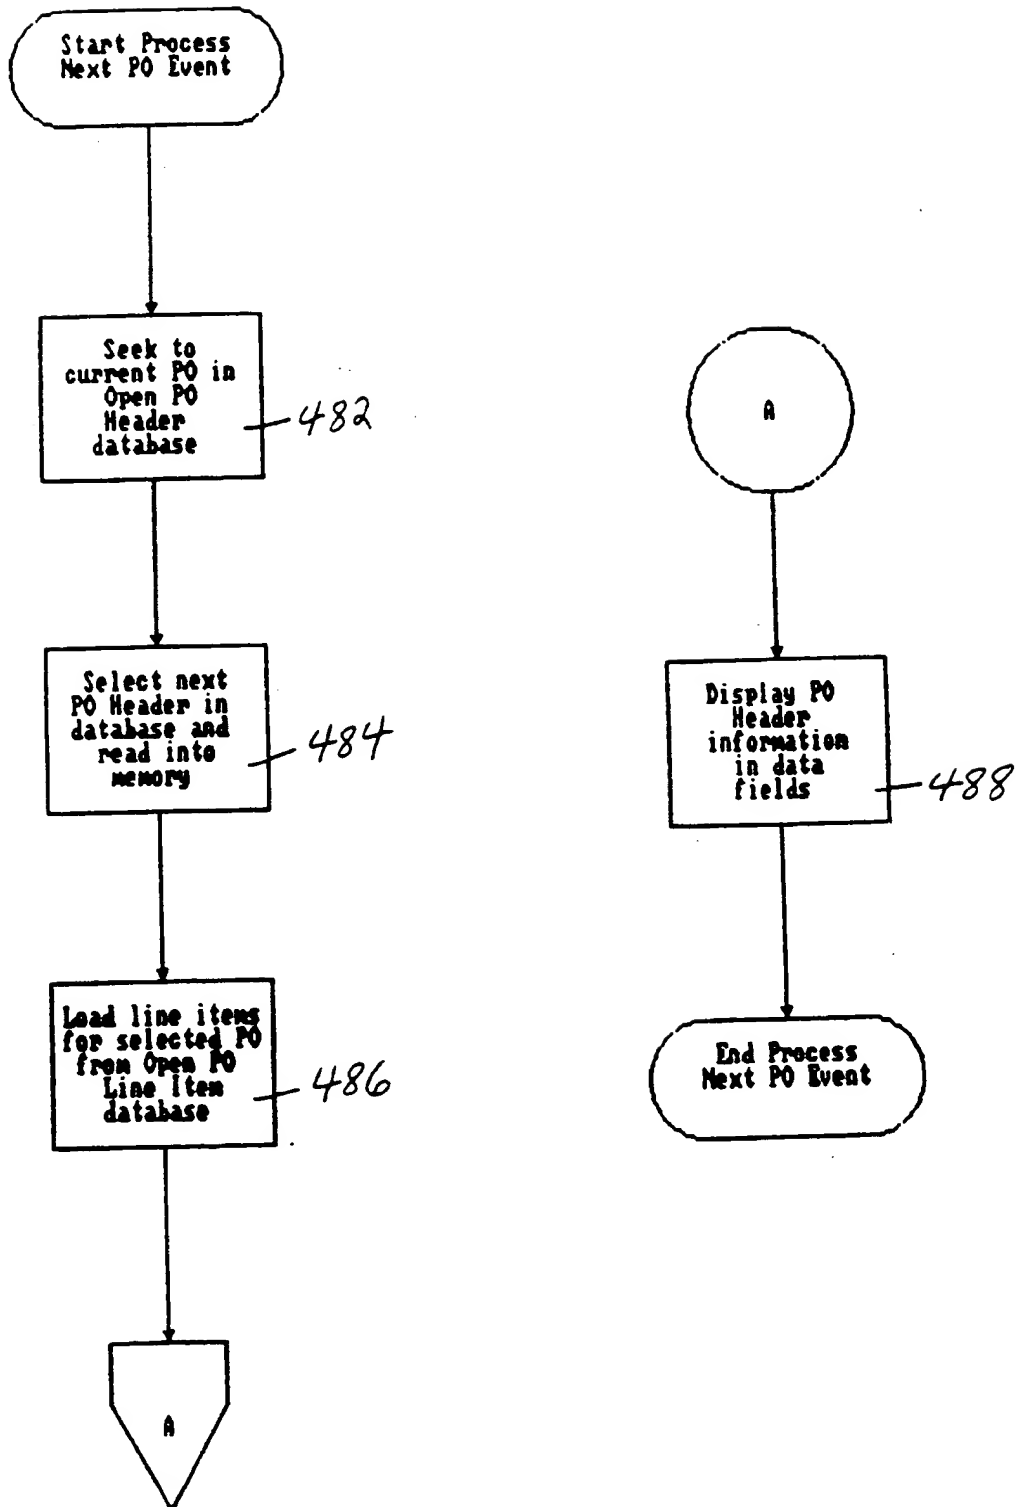 Start Process
Next PO Event
Seek to
current PO in
Open PO
Header
database
482
Select next
PO Header in
database and
read into
memory
484
Load line items
for selected PO
from Open PO
Line Item
database
486
A
A
Display PO
Header
information
in data
fields
488
End Process
Next PO Event